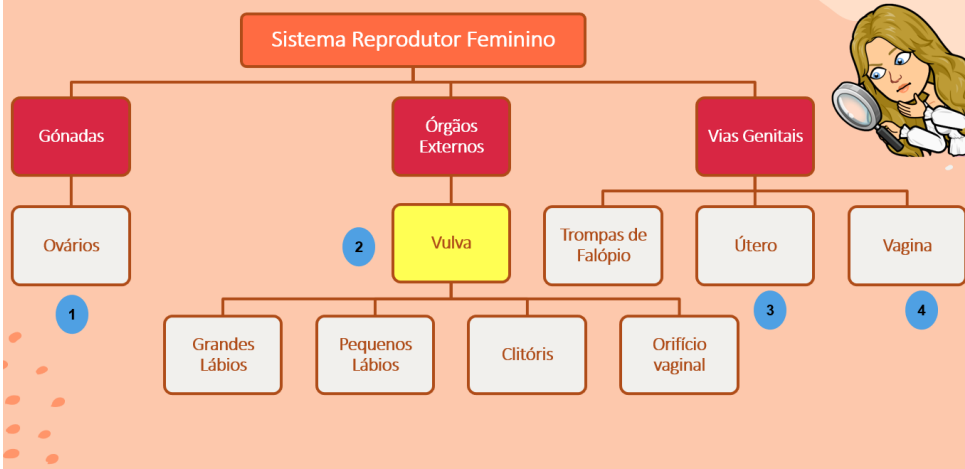 Sistema Reprodutor Feminino
Gónadas
Órgãos
Externos
Vias Genitais
Ovários
2
Vulva
Trompas de
Falópio
Útero
Vagina
1
3
4
Grandes
Lábios
Pequenos
Lábios
Clitóris
Orifício
vaginal